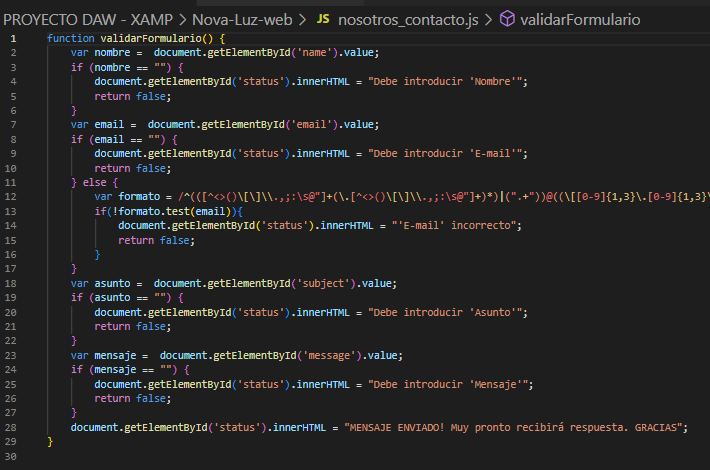 PROYECTO DAW - XAMP > Nova-Luz-web > JS nosotros_contacto.js > validarFormulario
1 function validarFormulario() {
2 var nombre =  document.getElementById('name').value;
3 if (nombre == "") {
4 document.getElementById('status').innerHTML = "Debe introducir 'Nombre'";
5 return false;
6 }
7 var email =  document.getElementById('email').value;
8 if (email == "") {
9 document.getElementById('status').innerHTML = "Debe introducir 'E-mail'";
10 return false;
11 } else {
12 var formato = /^(([^<>()\[\]\\.,;:\s@"]+(\.[^<>()\[\]\\.,;:\s@"]+)*)|(".+"))@((\[[0-9]{1,3}\.[0-9]{1,3}\
13 if(!formato.test(email)){
14 document.getElementById('status').innerHTML = "'E-mail' incorrecto";
15 return false;
16 }
17 }
18 var asunto =  document.getElementById('subject').value;
19 if (asunto == "") {
20 document.getElementById('status').innerHTML = "Debe introducir 'Asunto'";
21 return false;
22 }
23 var mensaje =  document.getElementById('message').value;
24 if (mensaje == "") {
25 document.getElementById('status').innerHTML = "Debe introducir 'Mensaje'";
26 return false;
27 }
28 document.getElementById('status').innerHTML = "MENSAJE ENVIADO! Muy pronto recibirá respuesta. GRACIAS";
29 }
30